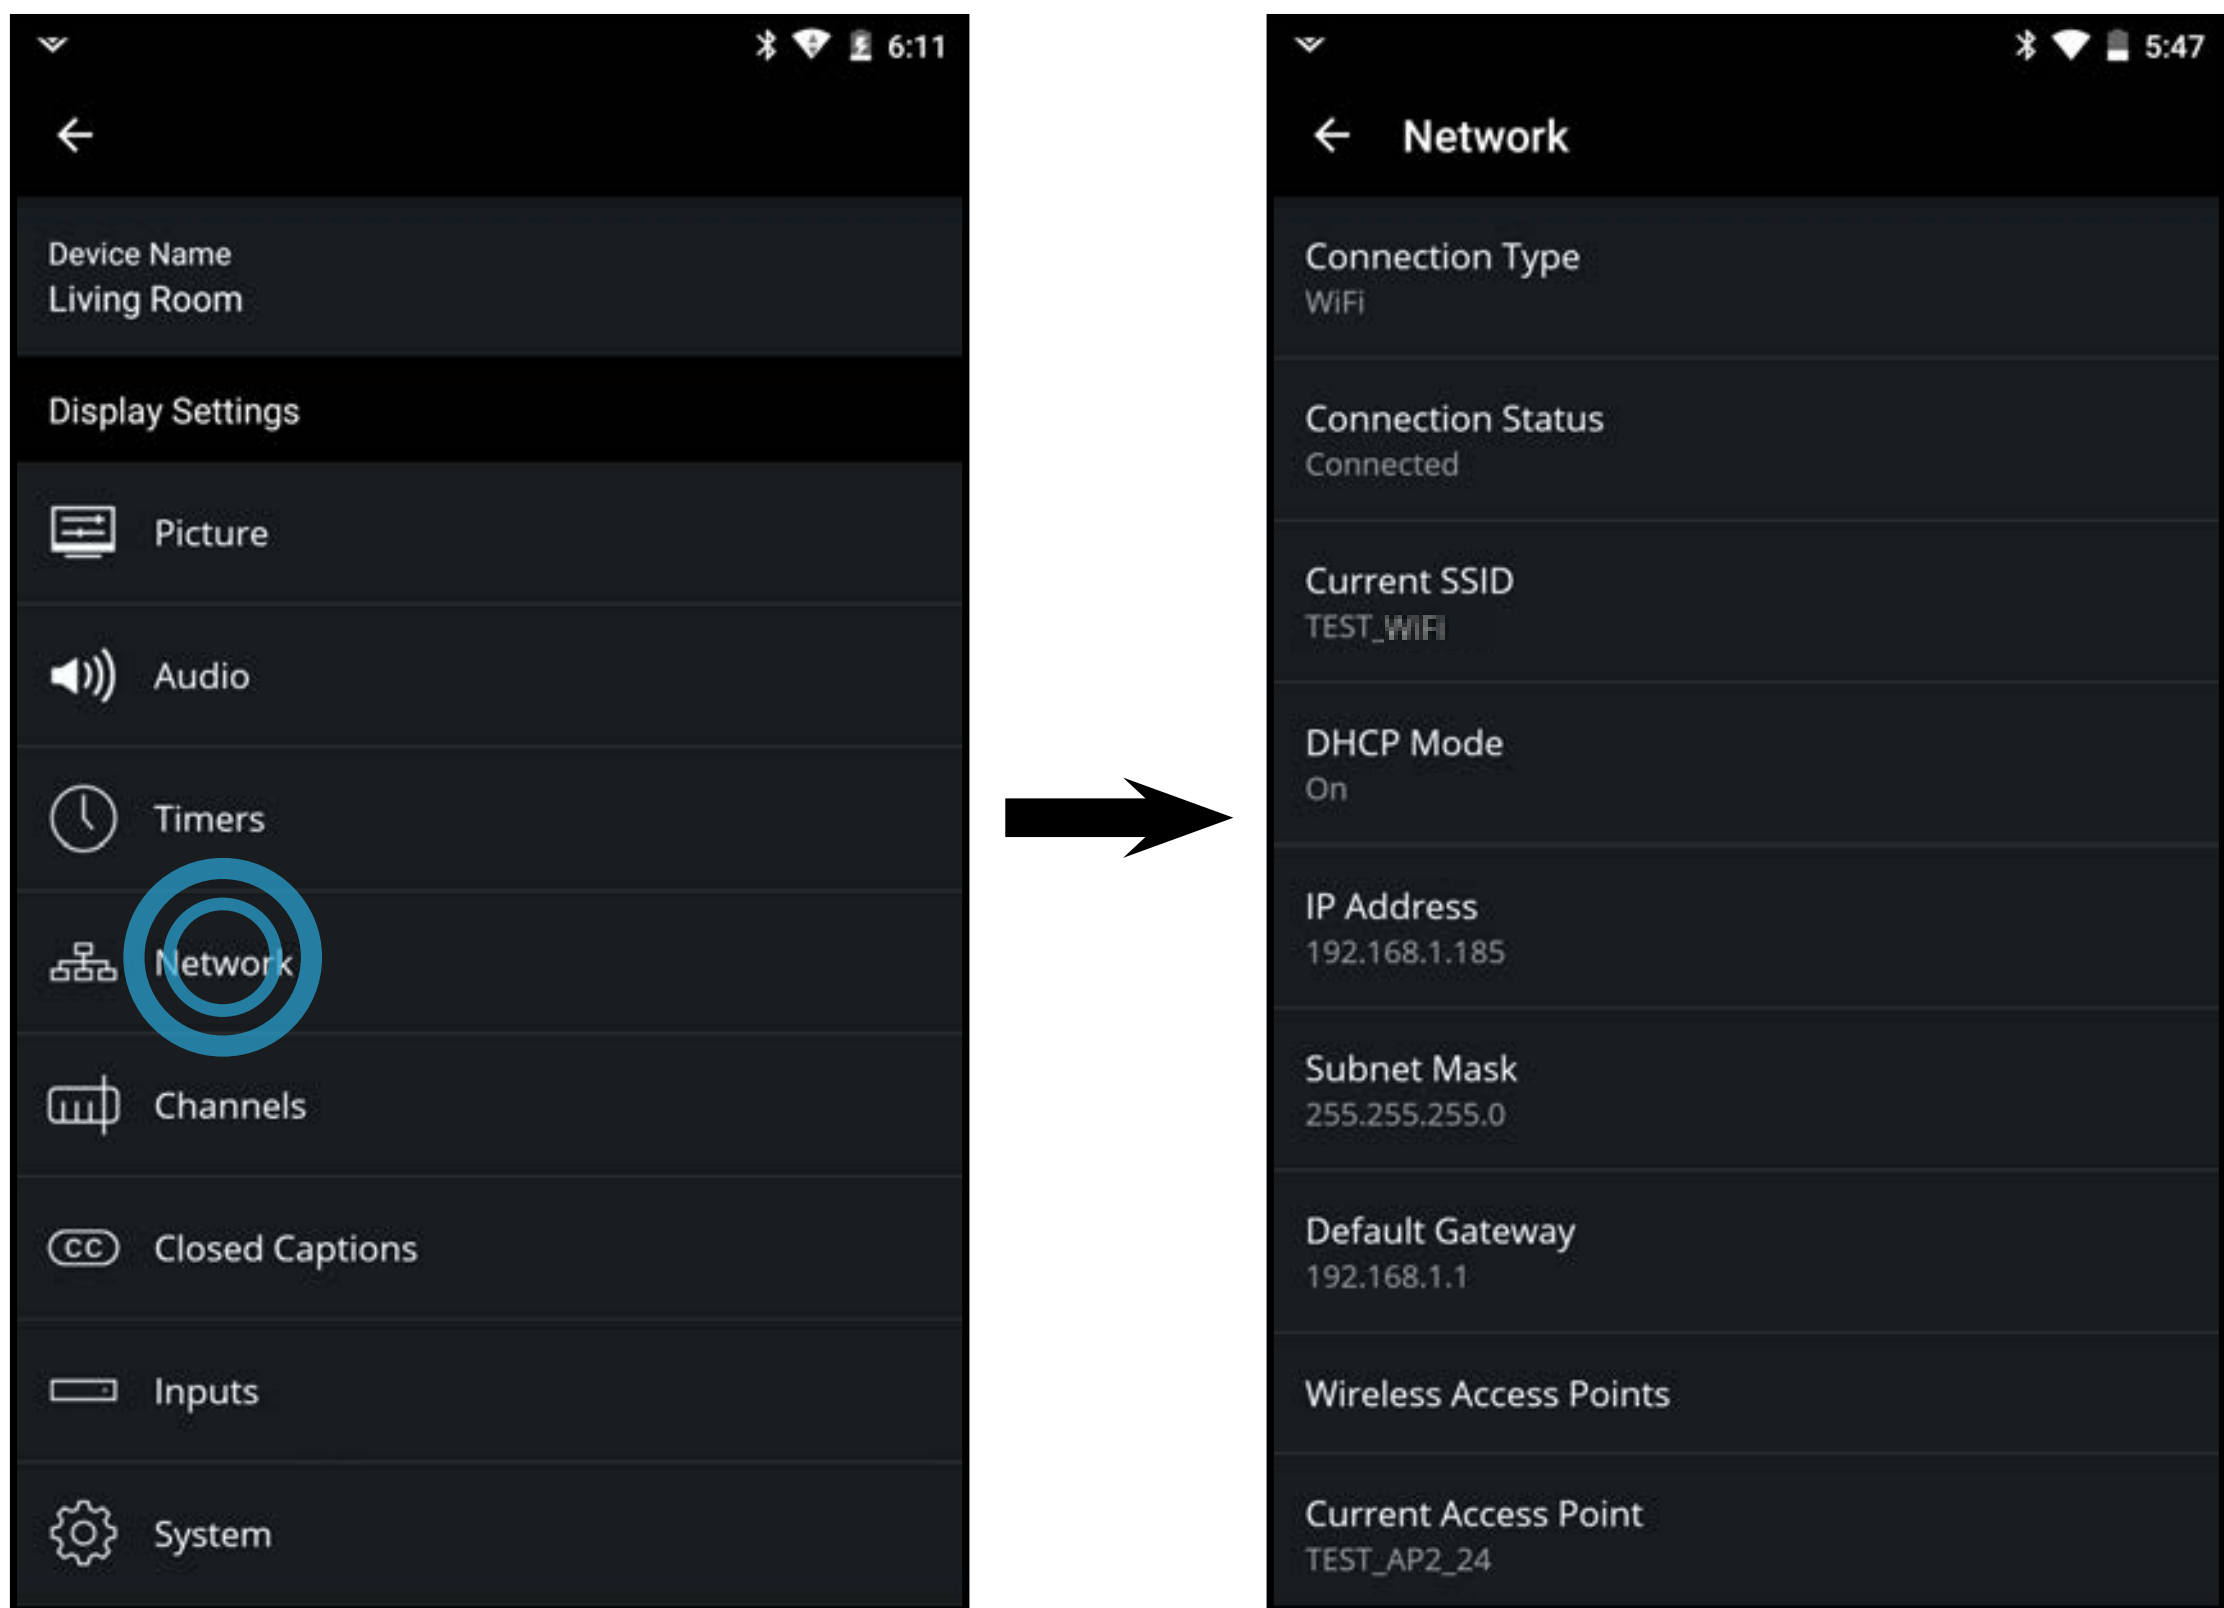 6:11
Device Name
Living Room
Display Settings
Picture
Audio
Timers
Network
Channels
CC Closed Captions
Inputs
System
5:47
Network
Connection Type
WiFi
Connection Status
Connected
Current SSID
TEST_WiFi
DHCP Mode
On
IP Address
192.168.1.185
Subnet Mask
255.255.255.0
Default Gateway
192.168.1.1
Wireless Access Points
Current Access Point
TEST_AP2_24